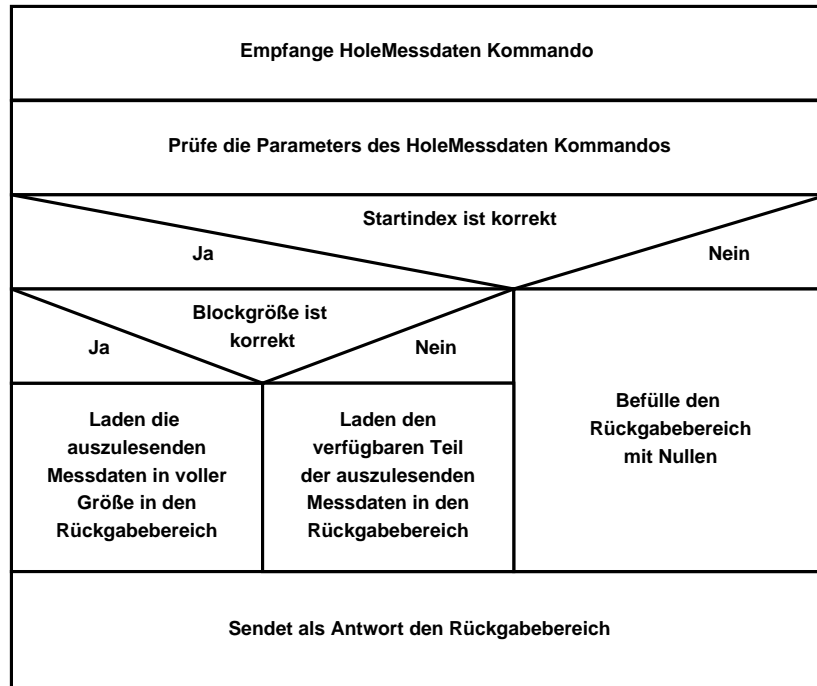 Empfange HoleMessdaten Kommando
Prüfe die Parameters des HoleMessdaten Kommandos
Startindex ist korrekt
Ja
Nein
Blockgröße ist
korrekt
Ja
Nein
Laden die
auszulesenden
Messdaten in voller
Größe in den
Rückgabebereich
Laden den
verfügbaren Teil
der auszulesenden
Messdaten in den
Rückgabebereich
Befülle den
Rückgabebereich
mit Nullen
Sendet als Antwort den Rückgabebereich